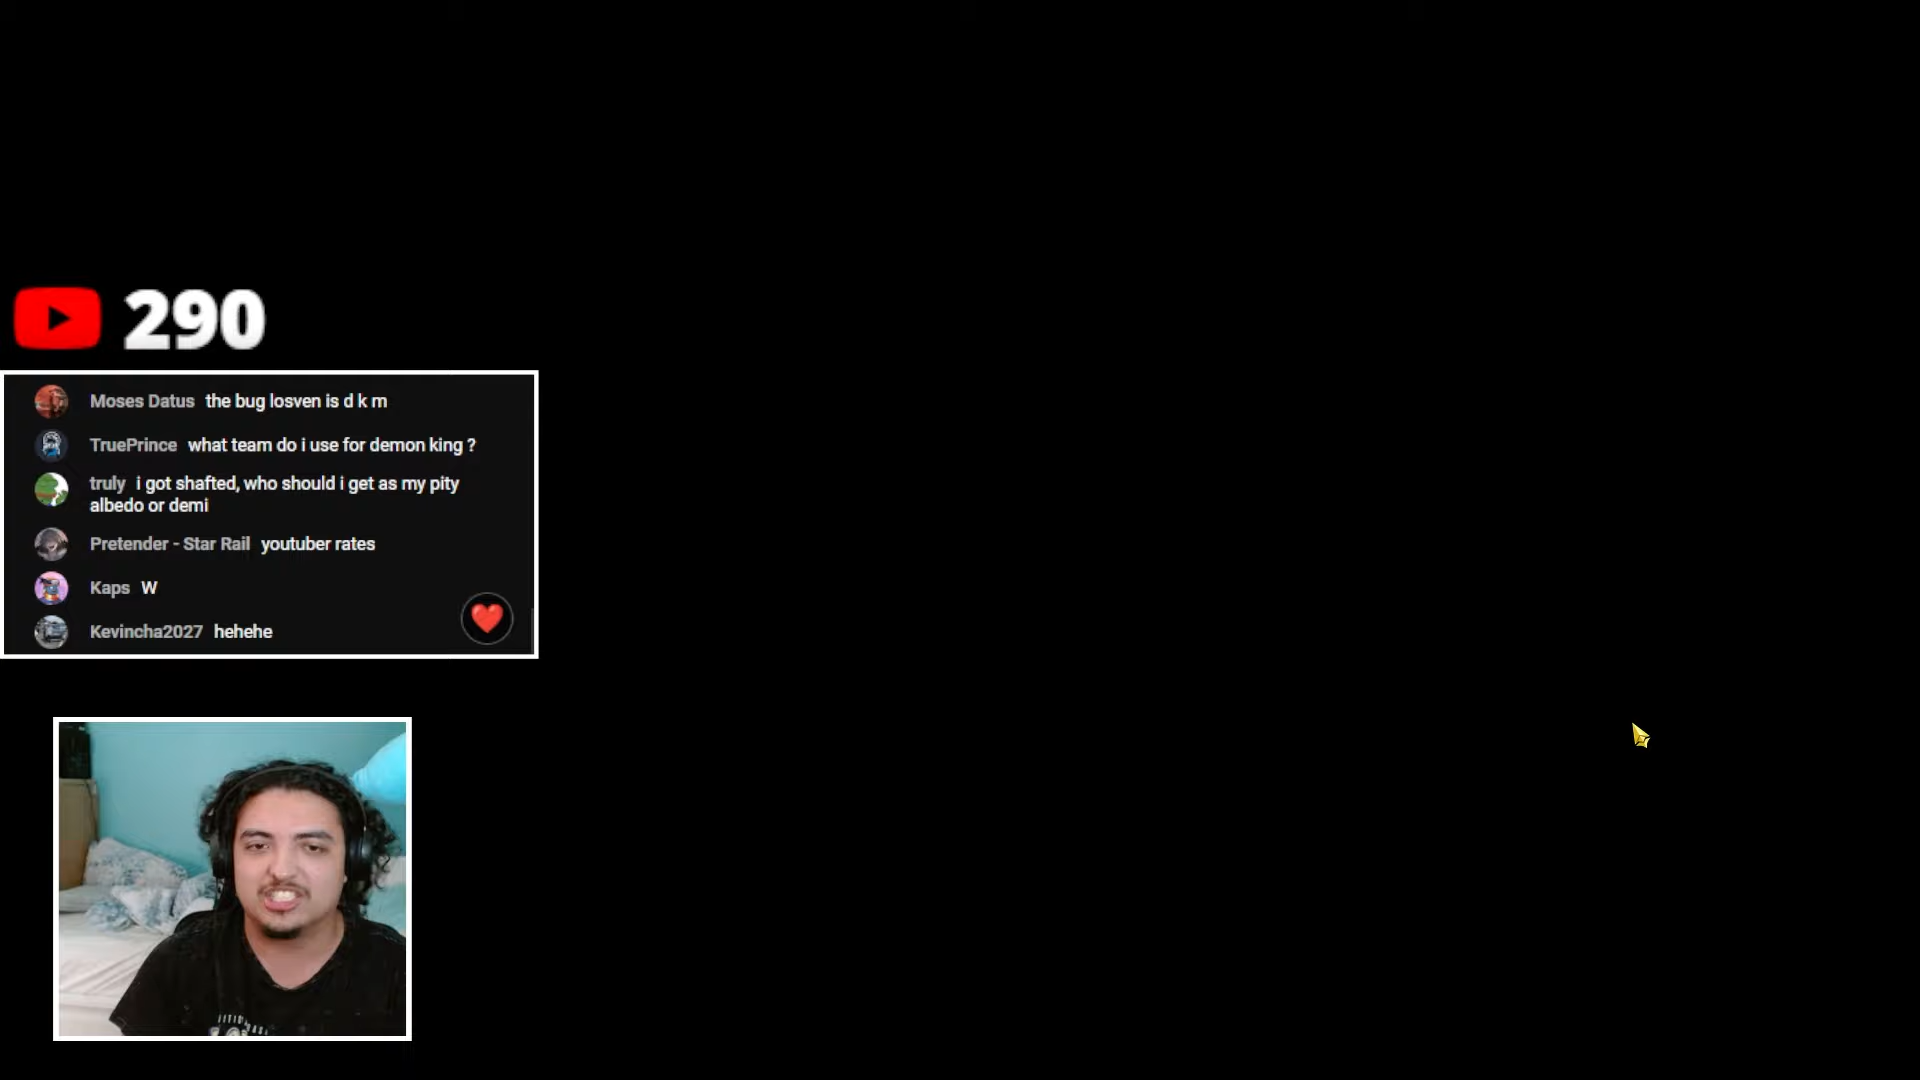 290
Moses Datus the bug losven is d k m
TruePrince what team do i use for demon king ?
truly i got shafted, who should i get as my pity
albedo or demi
Pretender - Star Rail youtuber rates
Kaps W
Kevincha2027 hehehe